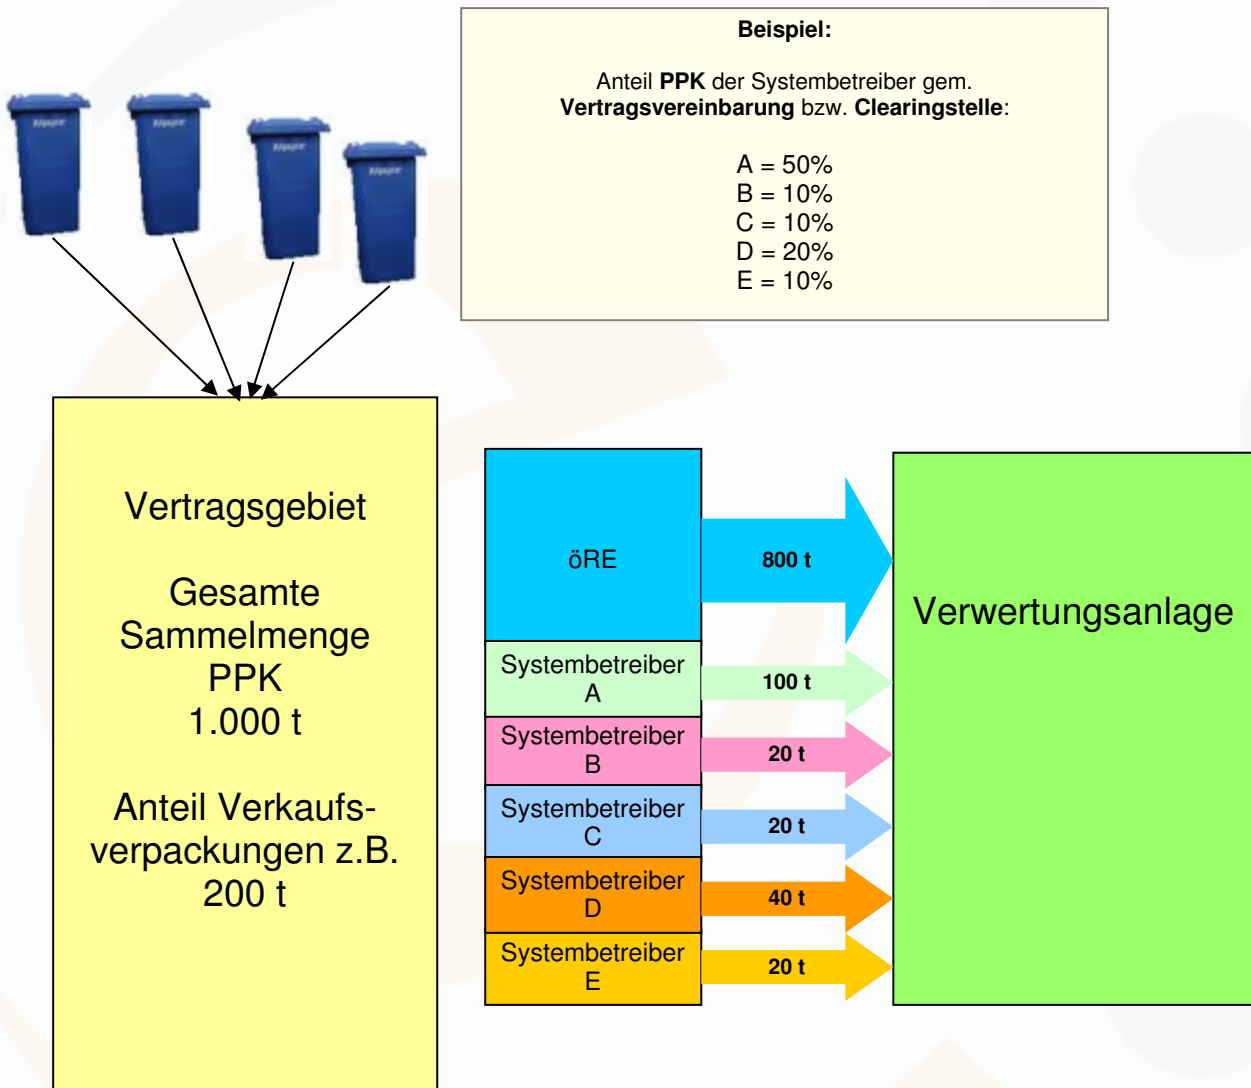 Beispiel:
Anteil PPK der Systembetreiber gem.
Vertragsvereinbarung bzw. Clearingstelle:
A = 50%
B = 10%
C = 10%
D = 20%
E = 10%
Vertragsgebiet
Gesamte
Sammelmenge
PPK
1.000 t
Anteil Verkaufs-
verpackungen z.B.
200 t
öRE
800 t
Systembetreiber
A
100 t
Systembetreiber
B
20 t
Systembetreiber
C
20 t
Systembetreiber
D
40 t
Systembetreiber
E
20 t
Verwertungsanlage